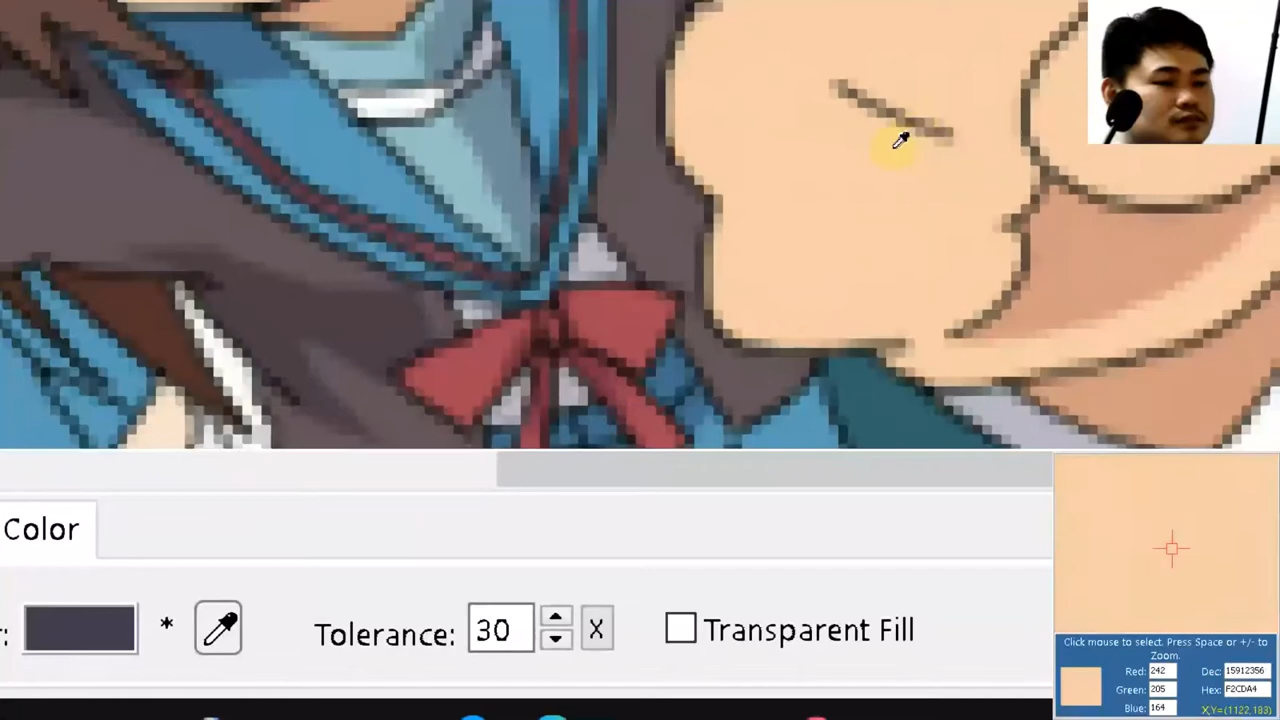 Color
: * Tolerance: 30 X Transparent Fill
Click mouse to select. Press Space or +/- to
Zoom.
Red: 242 Dec: 15912356
Green: 205 Hex: F2CDA4
Blue: 164 X,Y=(1122,183)